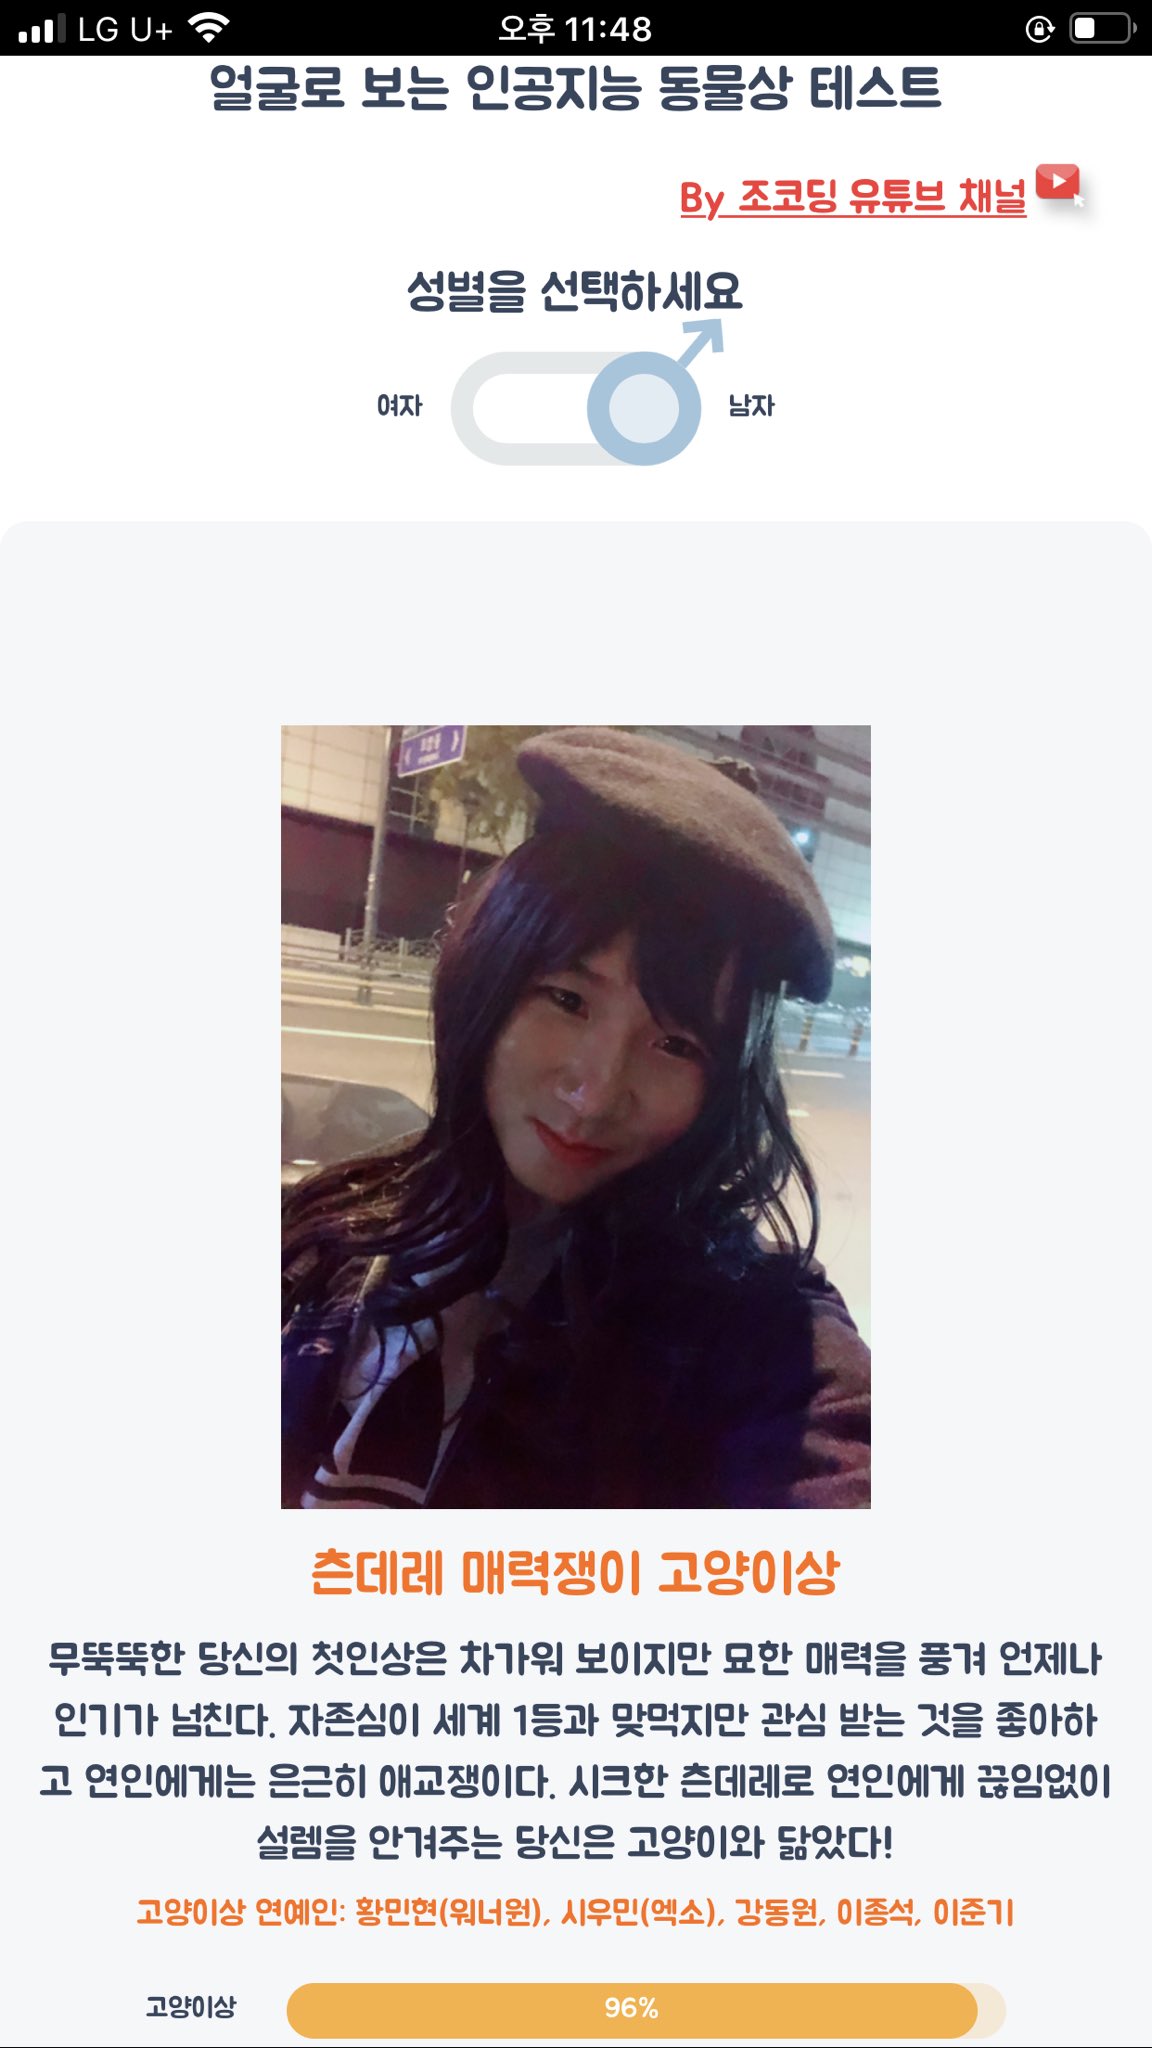 LG U+ 오후 11:48
얼굴로 보는 인공지능 동물상 테스트
By 조코딩 유튜브 채널
성별을 선택하세요
여자 남자
츤데레 매력쟁이 고양이상
무뚝뚝한 당신의 첫인상은 차가워 보이지만 묘한 매력을 풍겨 언제나
인기가 넘친다. 자존심이 세계 1등과 맞먹지만 관심 받는 것을 좋아하
고 연인에게는 은근히 애교쟁이다. 시크한 츤데레로 연인에게 끊임없이
설렘을 안겨주는 당신은 고양이와 닮았다!
고양이상 연예인: 황민현(워너원), 시우민(엑소), 강동원, 이종석, 이준기
고양이상 96%